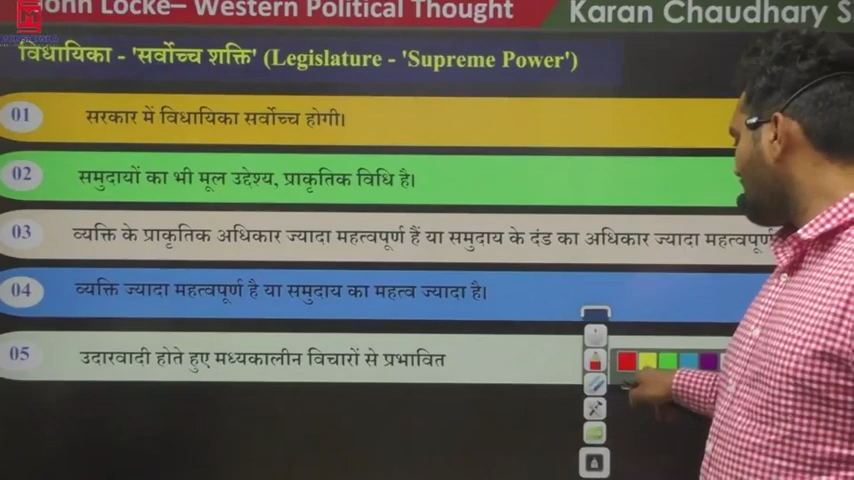 John Locke– Western Political Thought
Karan Chaudhary S
विधायिका - 'सर्वोच्च शक्ति' (Legislature - 'Supreme Power')
01 सरकार में विधायिका सर्वोच्च होगी।
02 समुदायों का भी मूल उद्देश्य, प्राकृतिक विधि है।
03 व्यक्ति के प्राकृतिक अधिकार ज्यादा महत्वपूर्ण हैं या समुदाय के दंड का अधिकार ज्यादा महत्वपूर्ण
04 व्यक्ति ज्यादा महत्वपूर्ण है या समुदाय का महत्व ज्यादा है।
05 उदारवादी होते हुए मध्यकालीन विचारों से प्रभावित